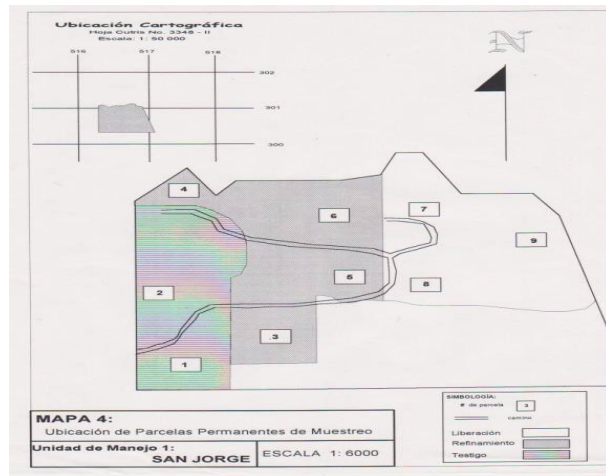 Ubicación Cartográfica
Hoja Cutris No. 3348 - II
Escala: 1: 50 000
516 517 518
302
301
300
N
4
6
7
9
2
5
8
3
1
MAPA 4:
Ubicación de Parcelas Permanentes de Muestreo
Unidad de Manejo 1:
SAN JORGE
ESCALA 1: 6000
SIMBOLOGÍA:
# de parcela 3
camino
Liberación
Refinamiento
Testigo